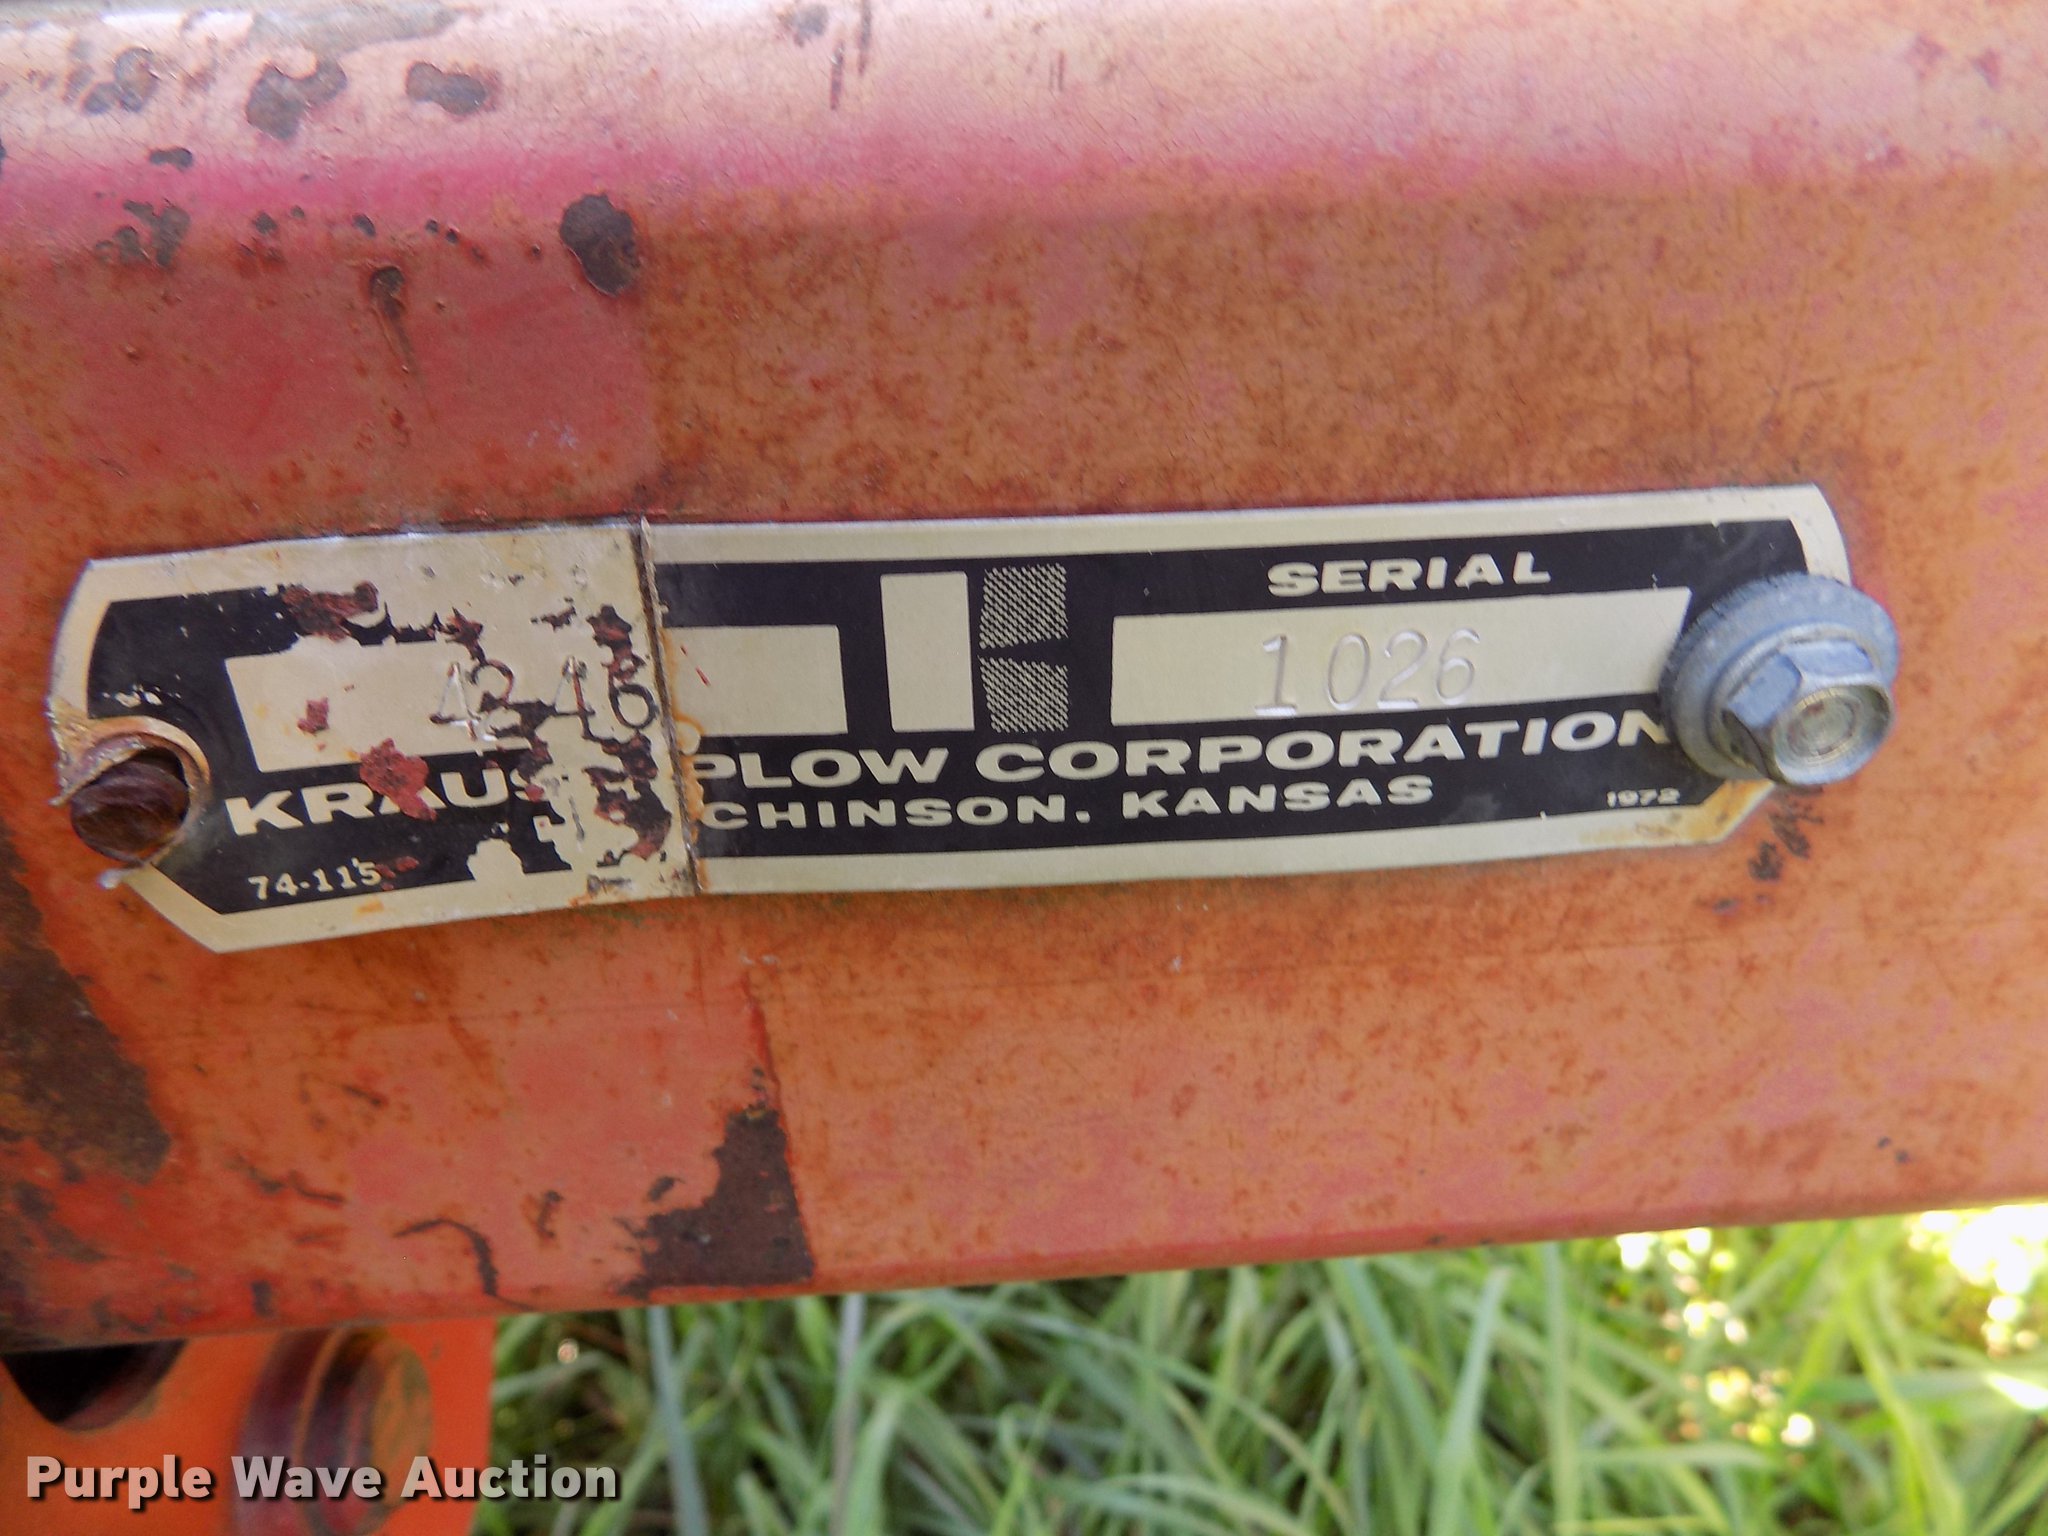 SERIAL
4246
1026
KRAUS PLOW CORPORATION
CHINSON, KANSAS
74-115
1972
Purple Wave Auction